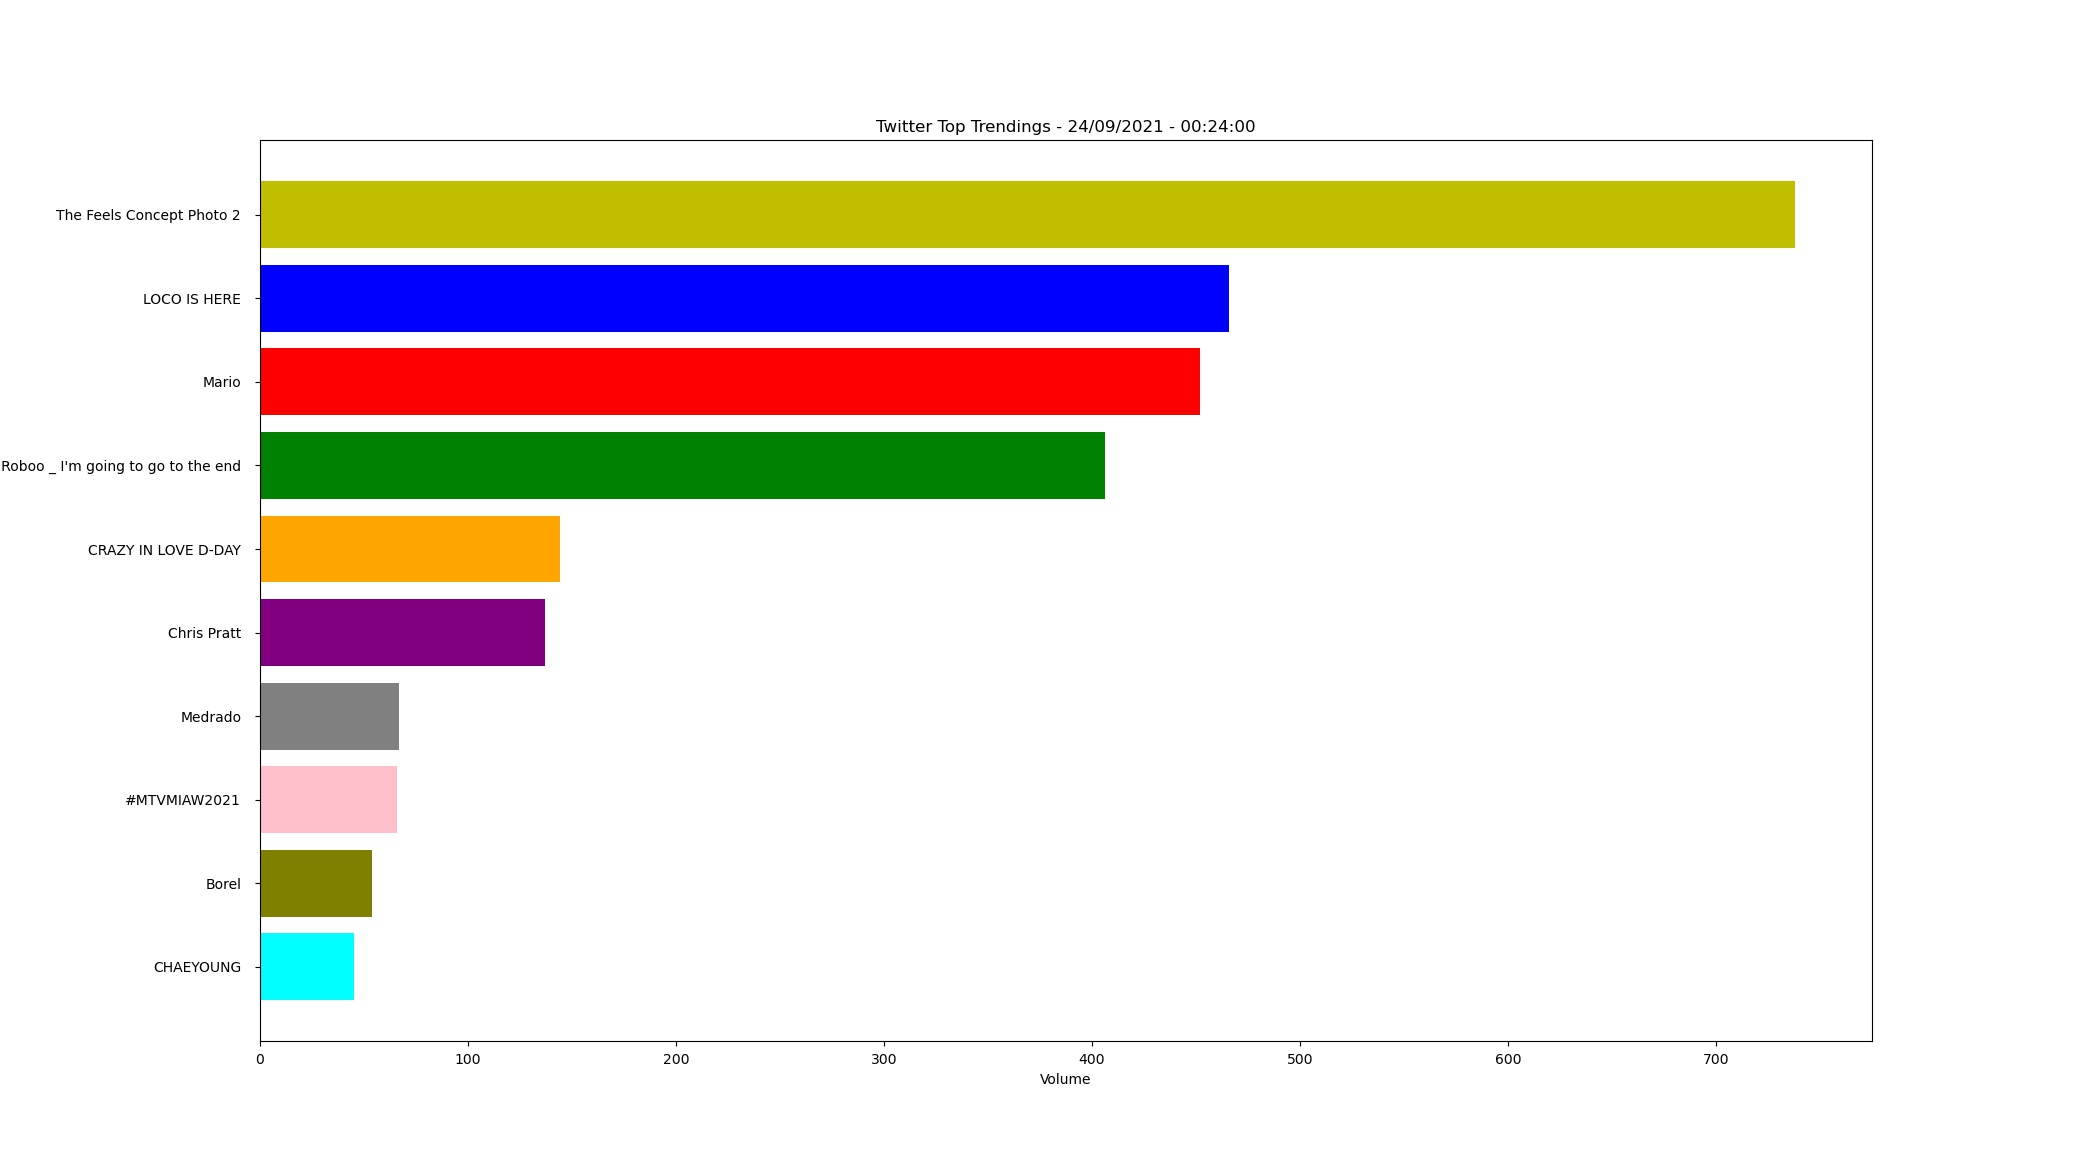 Twitter Top Trendings - 24/09/2021 - 00:24:00
The Feels Concept Photo 2
LOCO IS HERE
Mario
Roboo _ I'm going to go to the end
CRAZY IN LOVE D-DAY
Chris Pratt
Medrado
#MTVMIAW2021
Borel
CHAEYOUNG
0 100 200 300 400 500 600 700
Volume